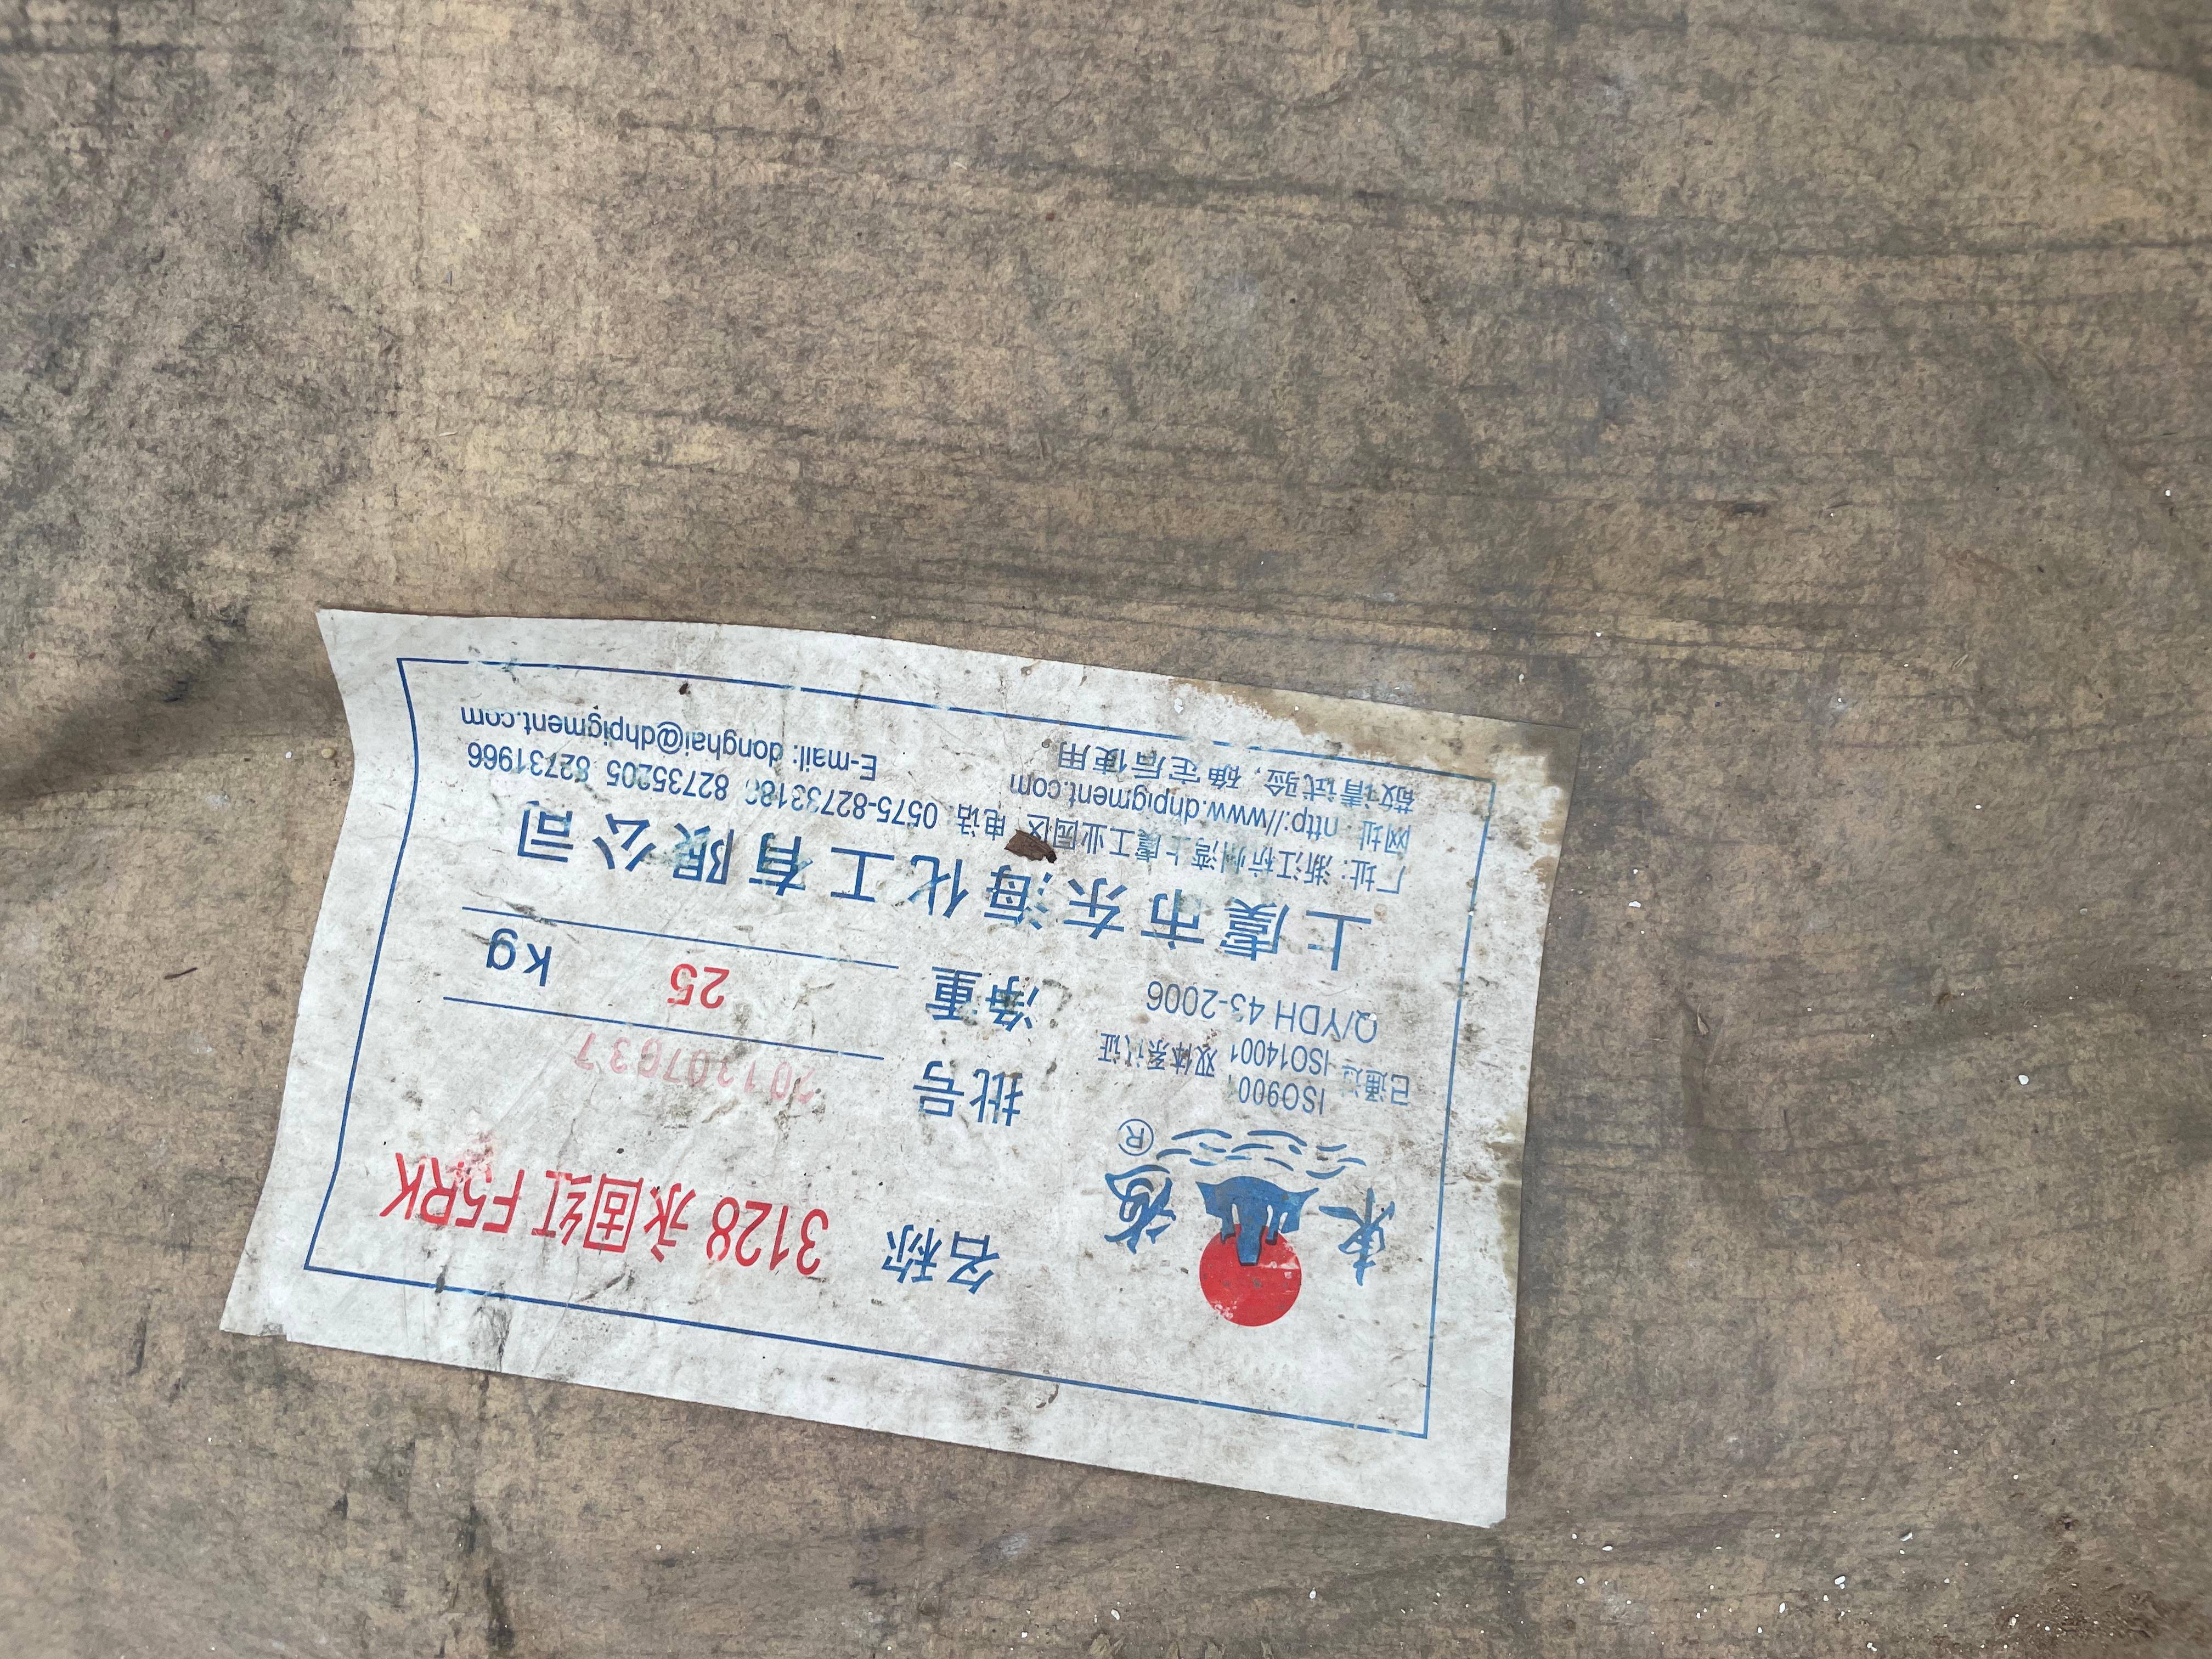 东海 ®
ISO9001
已通过 ISO14001 双体系认证
Q/YDH 43-2006
名称 3128 永固红 F5RK
批号
净重 25 kg
上虞市东海化工有限公司
厂址：浙江杭州湾上虞工业园区 电话：0575-82733188 82735205 82731966
网址：http://www.dhpigment.com E-mail: donghai@dhpigment.com
敬请试验，确定后使用。